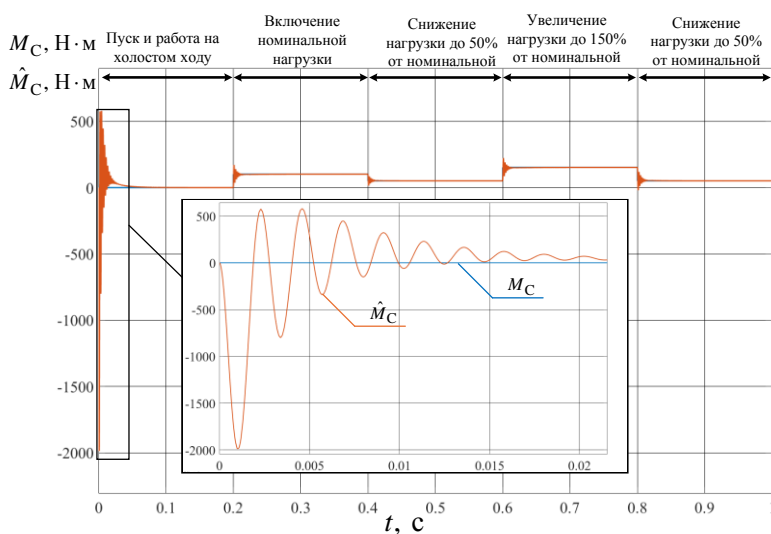 M_C, Н·м
M̂_C, Н·м
Пуск и работа на
холостом ходу
Включение
номинальной
нагрузки
Снижение
нагрузки до 50%
от номинальной
Увеличение
нагрузки до 150%
от номинальной
Снижение
нагрузки до 50%
от номинальной
500
0
-500
-1000
-1500
-2000
500
0
-500
-1000
-1500
-2000
M_C
M̂_C
0
0.005
0.01
0.015
0.02
0
0.1
0.2
0.3
0.4
0.5
0.6
0.7
0.8
0.9
t, с